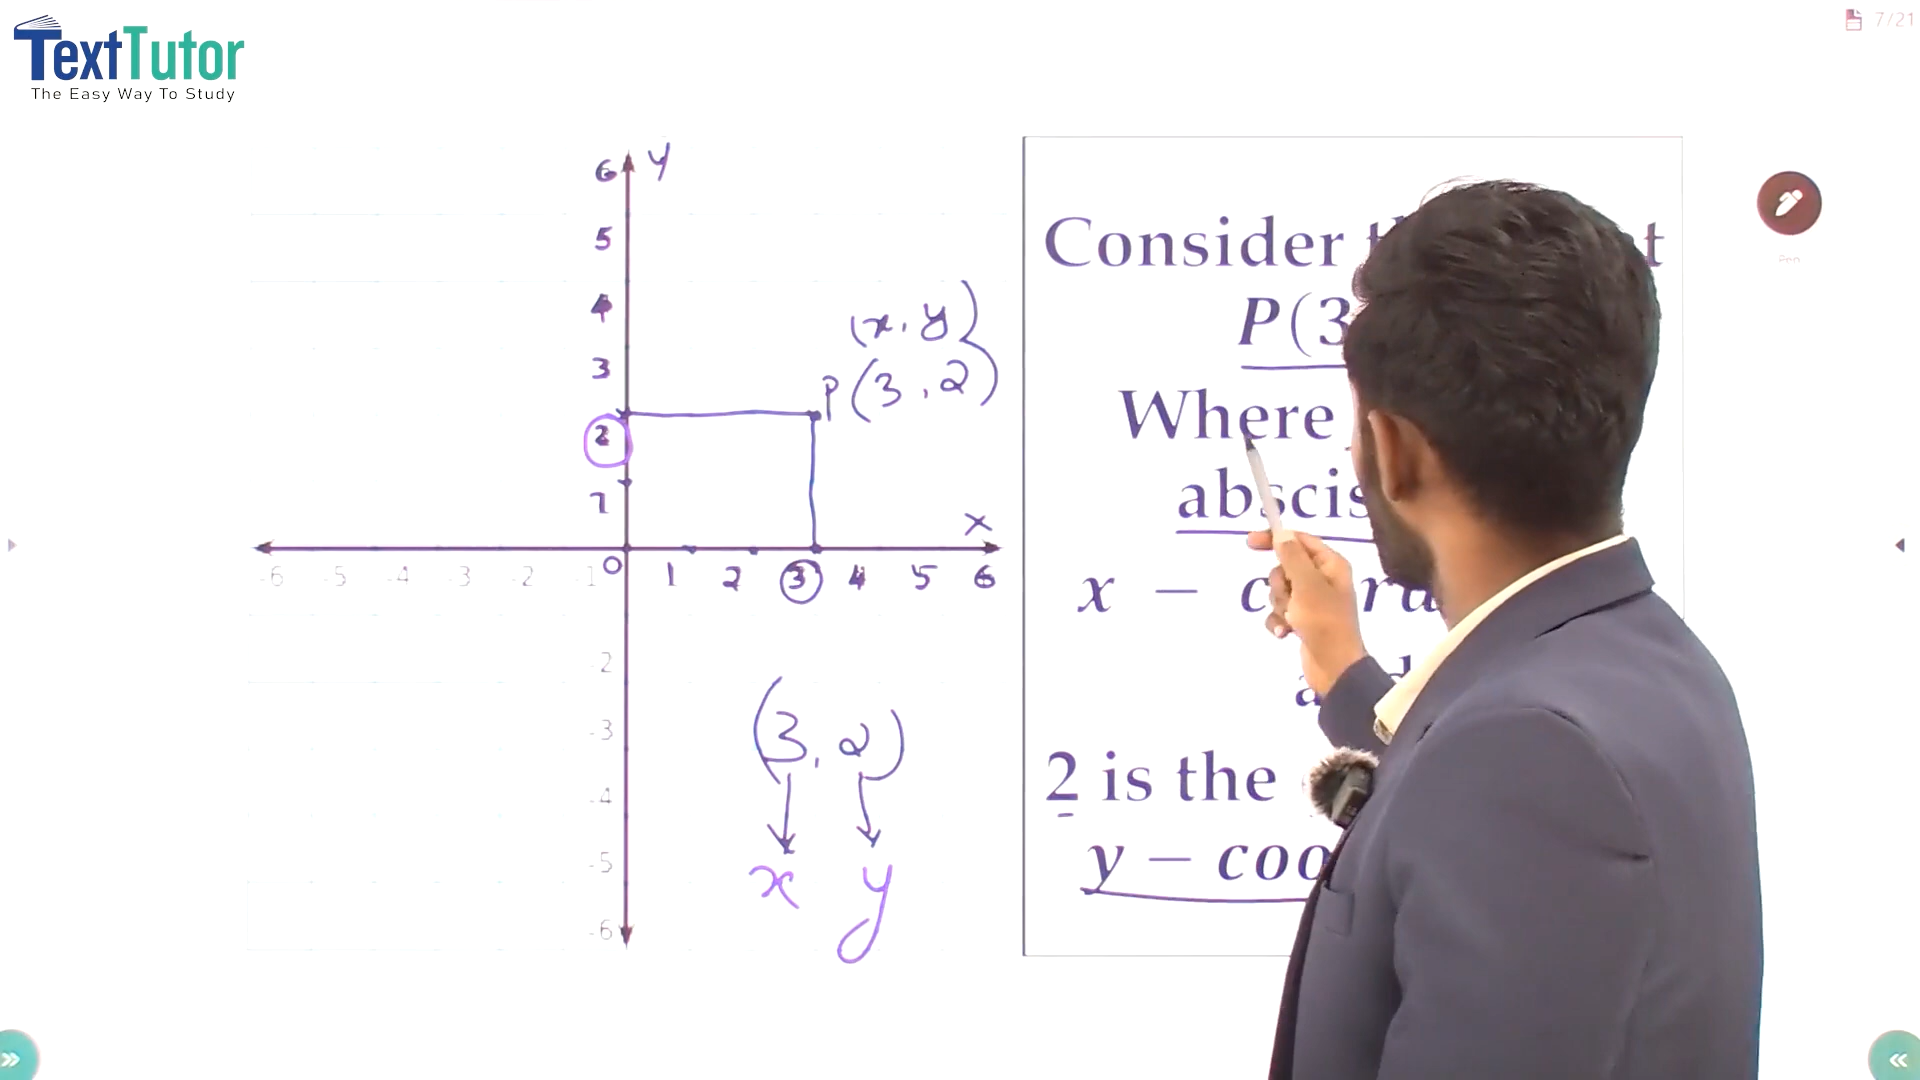 TextTutor
The Easy Way To Study
7/21
6 y
5
4
3
2
1
(x, y)
P(3, 2)
x
-6 -5 -4 -3 -2 -1 0 1 2 3 4 5 6
-2
-3
-4
-5
-6
(3, 2)
x y
Consider
P(3
Where
abscis
x –
2 is the
y – coo
Pen